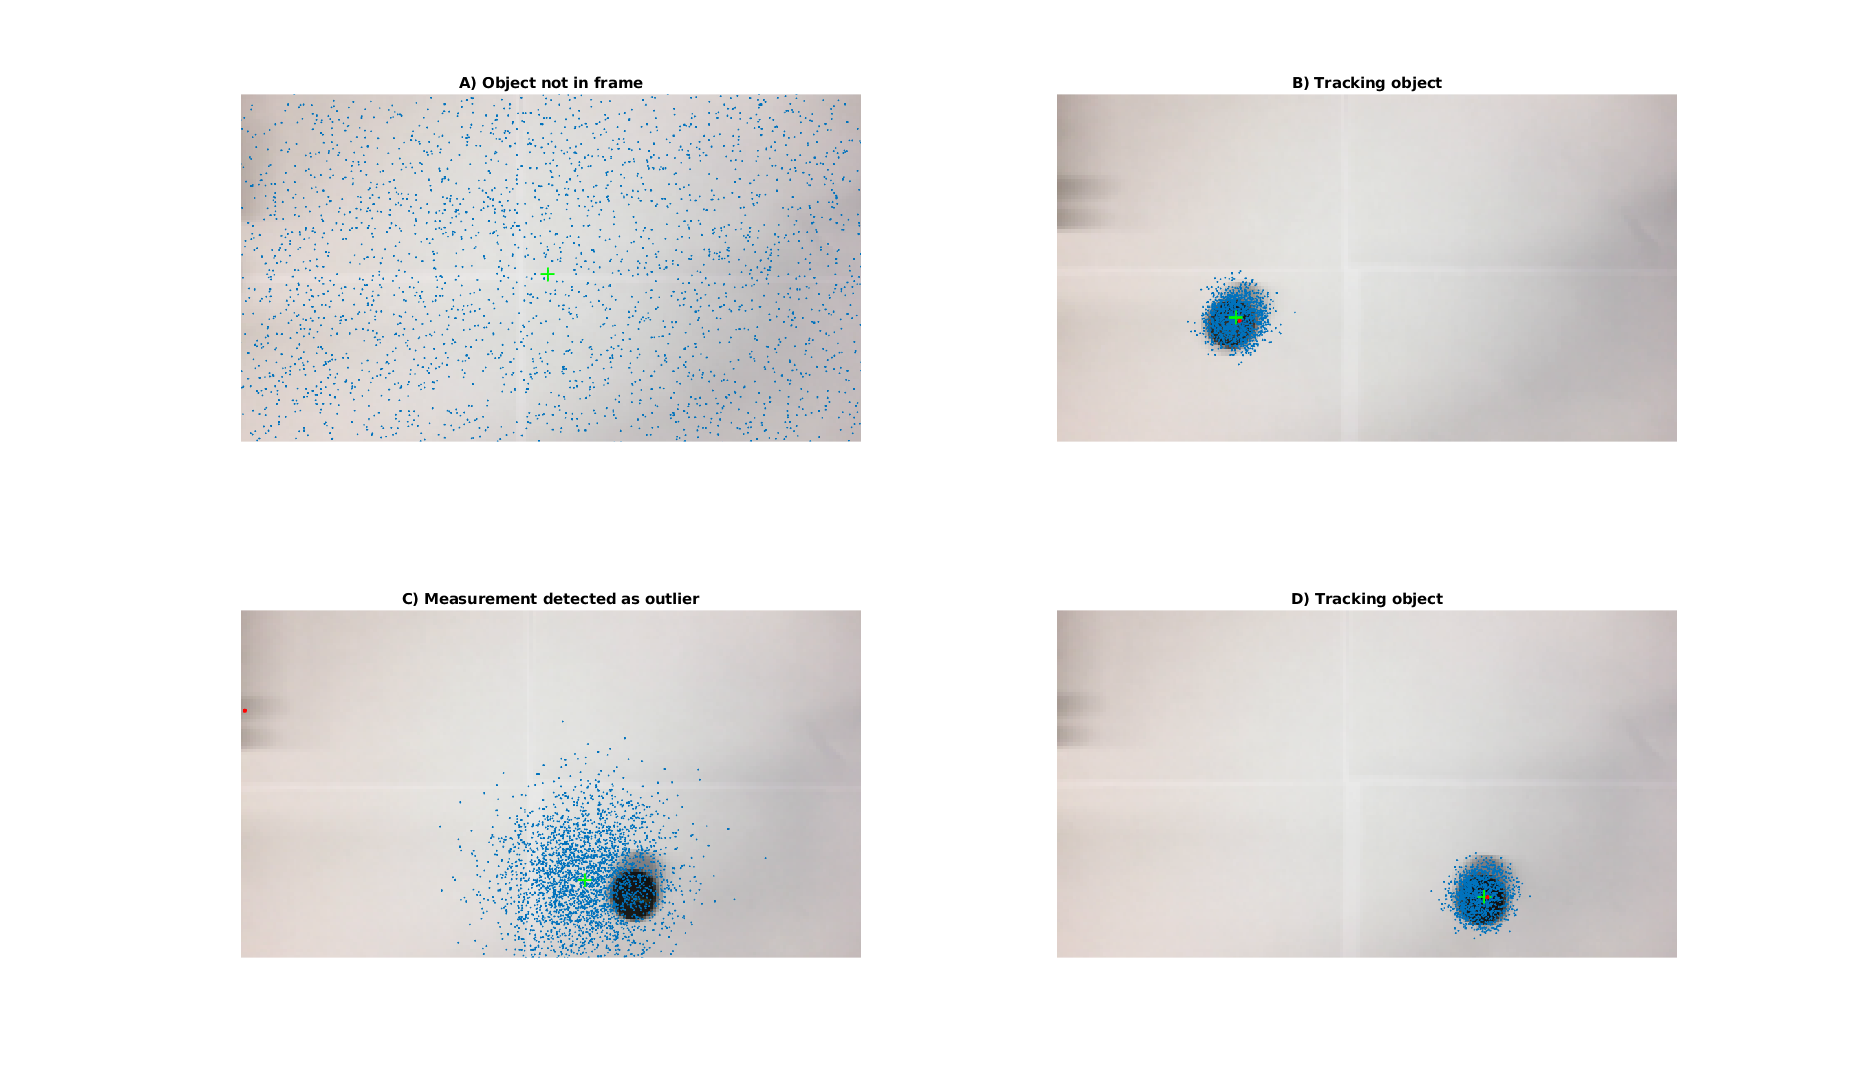 A) Object not in frame
B) Tracking object
C) Measurement detected as outlier
D) Tracking object